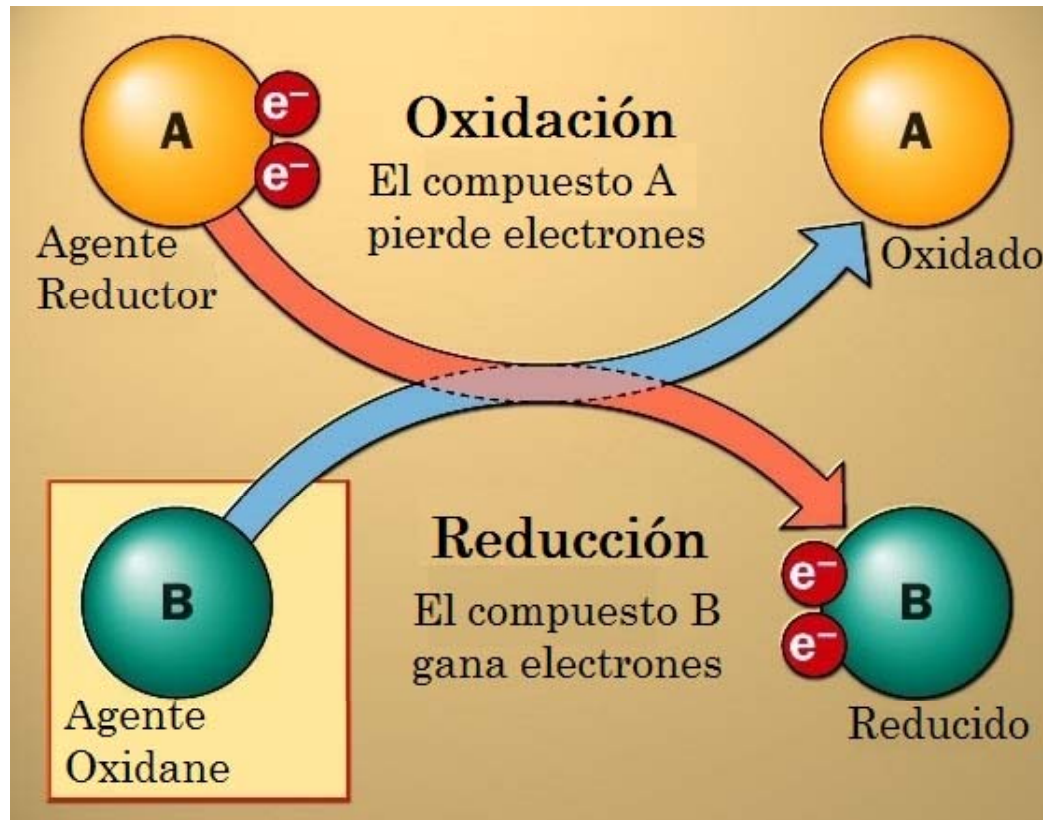 A
e⁻
e⁻
Agente
Reductor
Oxidación
El compuesto A
pierde electrones
A
Oxidado
B
Agente
Oxidane
Reducción
El compuesto B
gana electrones
e⁻
e⁻
B
Reducido